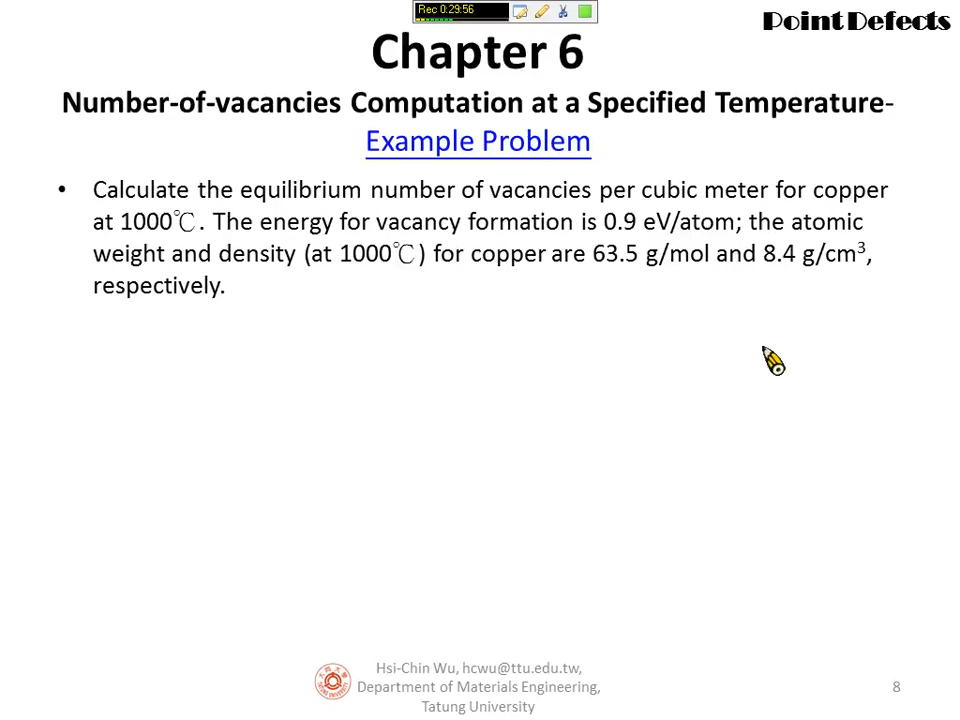 Rec 0:29:56
Point Defects
Chapter 6
Number-of-vacancies Computation at a Specified Temperature-
Example Problem
• Calculate the equilibrium number of vacancies per cubic meter for copper
at 1000℃. The energy for vacancy formation is 0.9 eV/atom; the atomic
weight and density (at 1000℃) for copper are 63.5 g/mol and 8.4 g/cm³,
respectively.
Hsi-Chin Wu, hcwu@ttu.edu.tw,
Department of Materials Engineering,
Tatung University
8